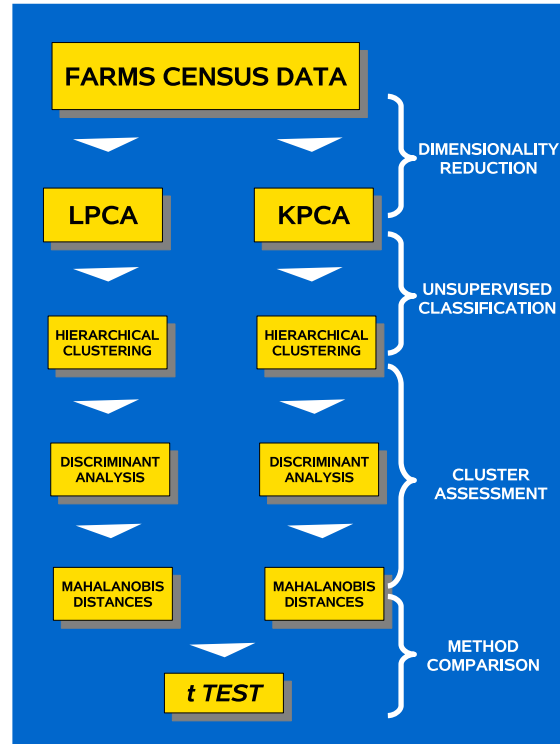 FARMS CENSUS DATA
DIMENSIONALITY
REDUCTION
LPCA
KPCA
UNSUPERVISED
CLASSIFICATION
HIERARCHICAL
CLUSTERING
HIERARCHICAL
CLUSTERING
DISCRIMINANT
ANALYSIS
DISCRIMINANT
ANALYSIS
CLUSTER
ASSESSMENT
MAHALANOBIS
DISTANCES
MAHALANOBIS
DISTANCES
METHOD
COMPARISON
t TEST